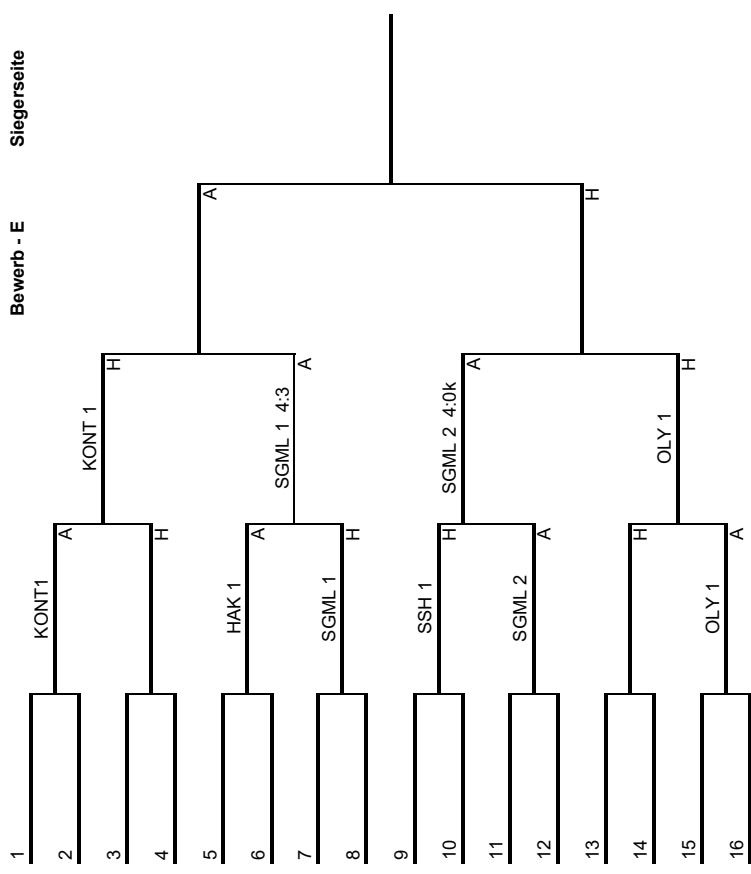 Bewerb - E Siegerseite
1
2
3
4
5
6
7
8
9
10
11
12
13
14
15
16
KONT1
A
H
HAK 1
A
SGML 1
H
SSH 1
H
SGML 2
A
H
OLY 1
A
KONT 1
H
SGML 1 4:3
A
SGML 2 4:0k
A
OLY 1
H
A
H